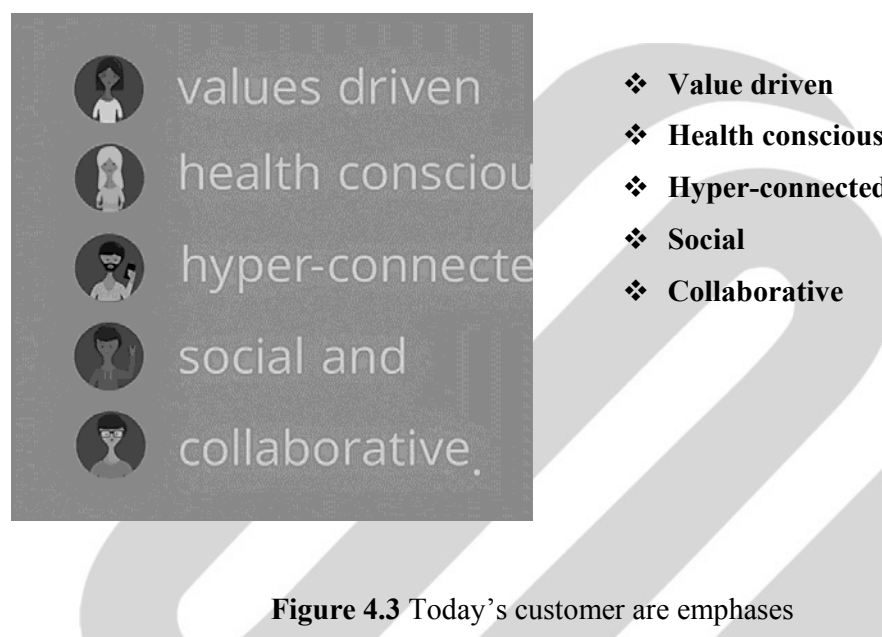 values driven
health consciou
hyper-connecte
social and
collaborative.
❖ Value driven
❖ Health conscious
❖ Hyper-connected
❖ Social
❖ Collaborative
Figure 4.3 Today’s customer are emphases